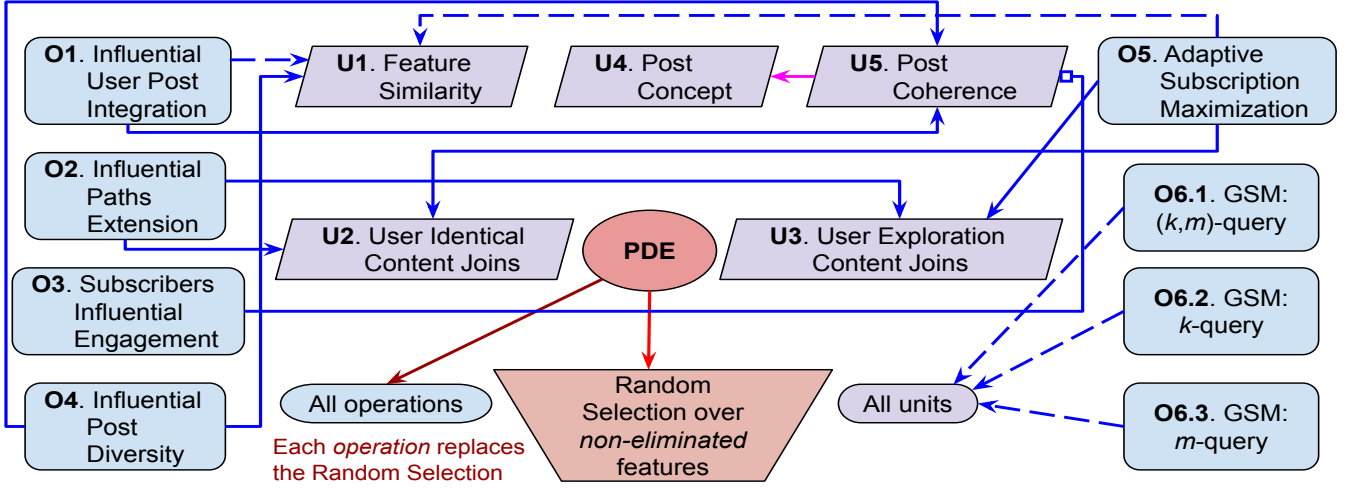 O1. Influential
User Post
Integration
U1. Feature
Similarity
U4. Post
Concept
U5. Post
Coherence
O5. Adaptive
Subscription
Maximization
O2. Influential
Paths
Extension
U2. User Identical
Content Joins
PDE
U3. User Exploration
Content Joins
O6.1. GSM:
(k,m)-query
O3. Subscribers
Influential
Engagement
O6.2. GSM:
k-query
O4. Influential
Post
Diversity
All operations
Each operation replaces
the Random Selection
Random
Selection over
non-eliminated
features
All units
O6.3. GSM:
m-query